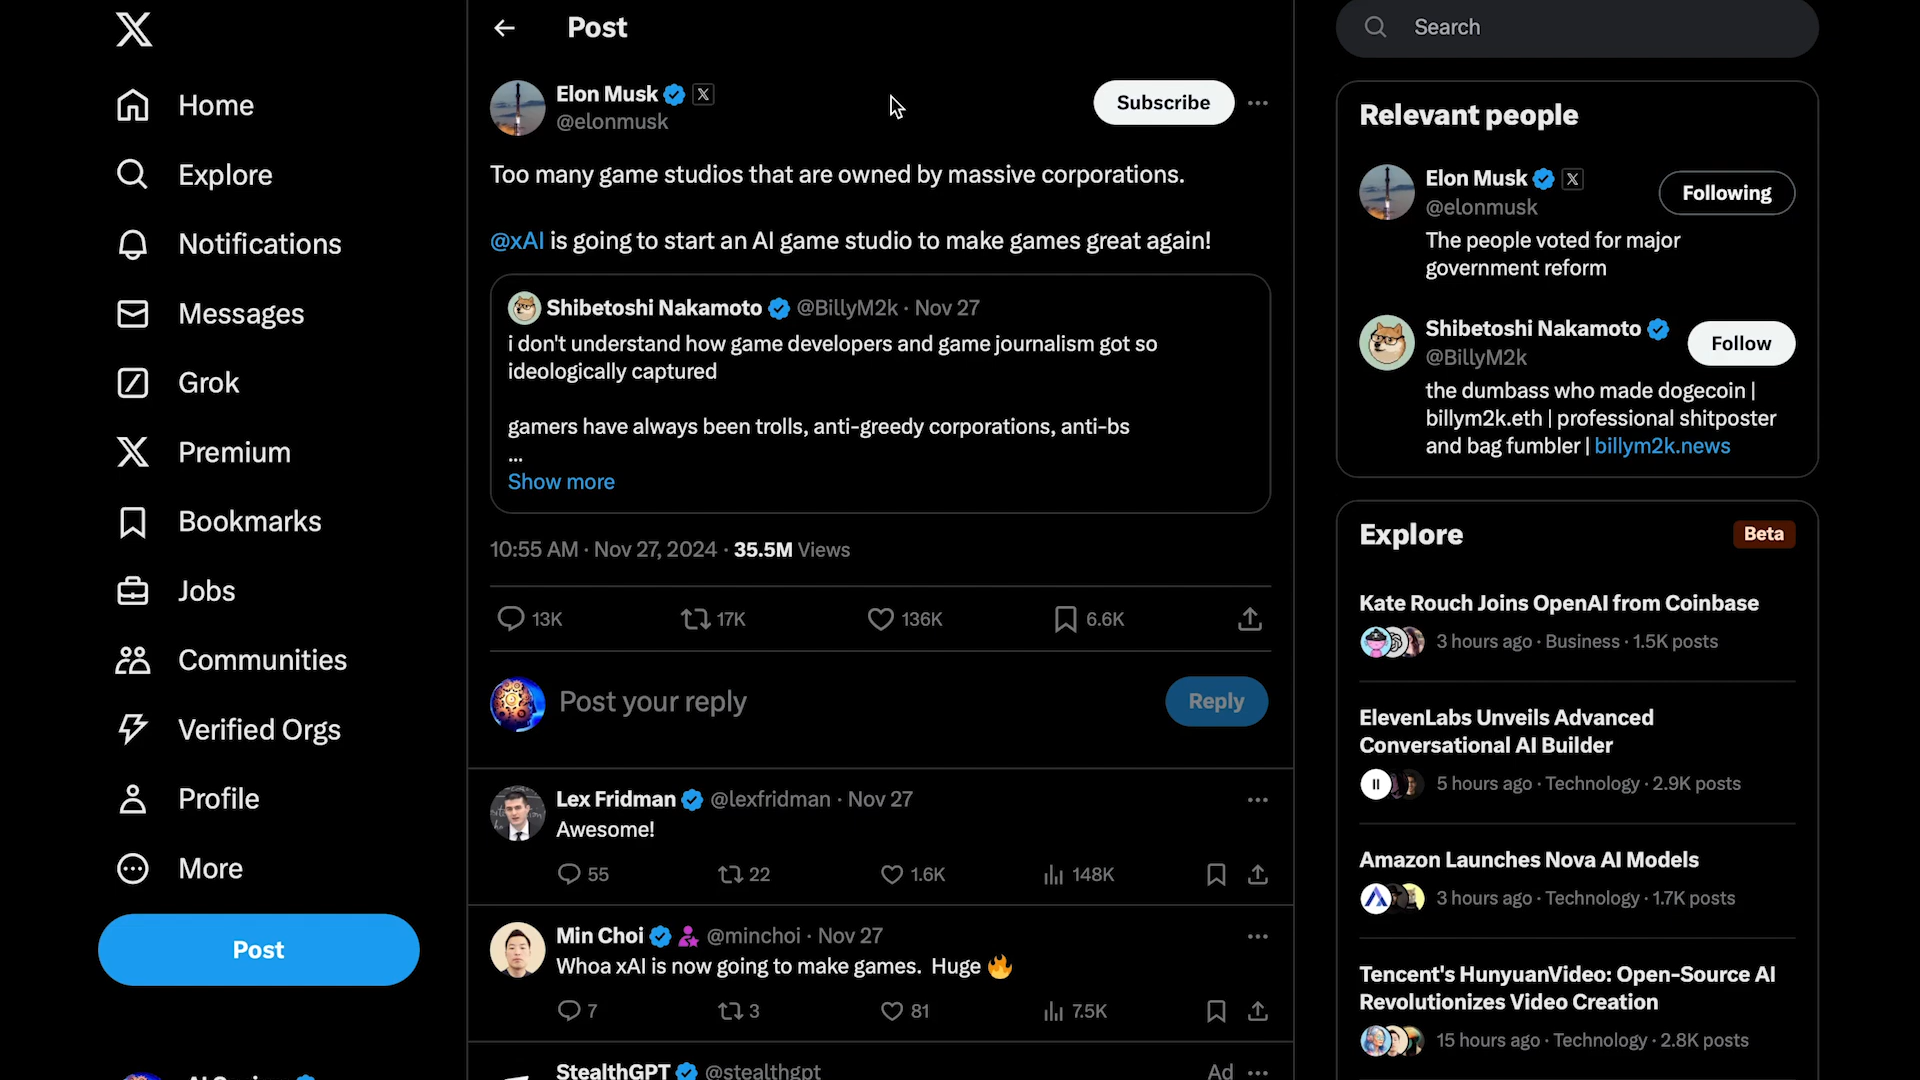 Home
Explore
Notifications
Messages
Grok
Premium
Bookmarks
Jobs
Communities
Verified Orgs
Profile
More
Post
Post
Elon Musk
@elonmusk
Subscribe
Too many game studios that are owned by massive corporations.
@xAI is going to start an AI game studio to make games great again!
Shibetoshi Nakamoto @BillyM2k · Nov 27
i don't understand how game developers and game journalism got so
ideologically captured
gamers have always been trolls, anti-greedy corporations, anti-bs
...
Show more
10:55 AM · Nov 27, 2024 · 35.5M Views
13K 17K 136K 6.6K
Post your reply
Reply
Lex Fridman @lexfridman · Nov 27
Awesome!
55 22 1.6K 148K
Min Choi @minchoi · Nov 27
Whoa xAI is now going to make games. Huge 🔥
7 3 81 7.5K
StealthGPT @stealthgpt Ad
Search
Relevant people
Elon Musk
@elonmusk
Following
The people voted for major
government reform
Shibetoshi Nakamoto
@BillyM2k
Follow
the dumbass who made dogecoin |
billym2k.eth | professional shitposter
and bag fumbler | billym2k.news
Explore
Beta
Kate Rouch Joins OpenAI from Coinbase
3 hours ago · Business · 1.5K posts
ElevenLabs Unveils Advanced
Conversational AI Builder
5 hours ago · Technology · 2.9K posts
Amazon Launches Nova AI Models
3 hours ago · Technology · 1.7K posts
Tencent's HunyuanVideo: Open-Source AI
Revolutionizes Video Creation
15 hours ago · Technology · 2.8K posts